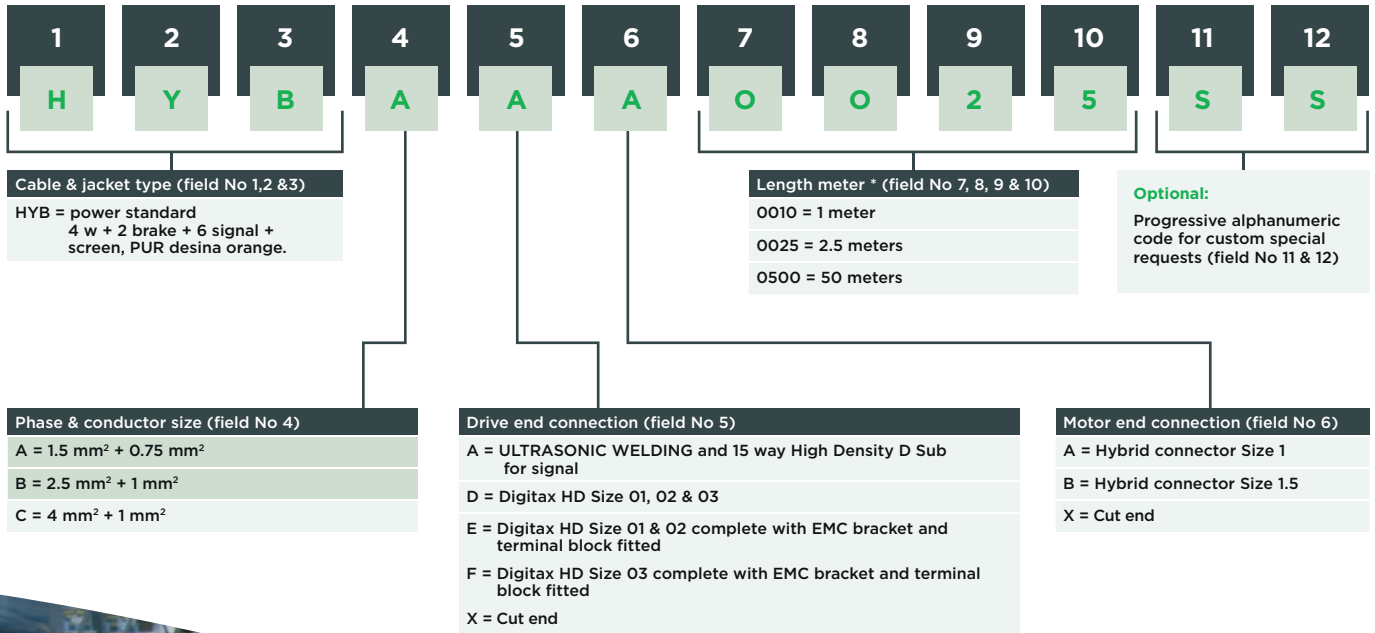 1 2 3 4 5 6 7 8 9 10 11 12
H Y B A A A O O 2 5 S S
Cable & jacket type (field No 1,2 &3)
HYB = power standard
4 w + 2 brake + 6 signal +
screen, PUR desina orange.
Length meter * (field No 7, 8, 9 & 10)
0010 = 1 meter
0025 = 2.5 meters
0500 = 50 meters
Optional:
Progressive alphanumeric
code for custom special
requests (field No 11 & 12)
Phase & conductor size (field No 4)
A = 1.5 mm² + 0.75 mm²
B = 2.5 mm² + 1 mm²
C = 4 mm² + 1 mm²
Drive end connection (field No 5)
A = ULTRASONIC WELDING and 15 way High Density D Sub
for signal
D = Digitax HD Size 01, 02 & 03
E = Digitax HD Size 01 & 02 complete with EMC bracket and
terminal block fitted
F = Digitax HD Size 03 complete with EMC bracket and terminal
block fitted
X = Cut end
Motor end connection (field No 6)
A = Hybrid connector Size 1
B = Hybrid connector Size 1.5
X = Cut end